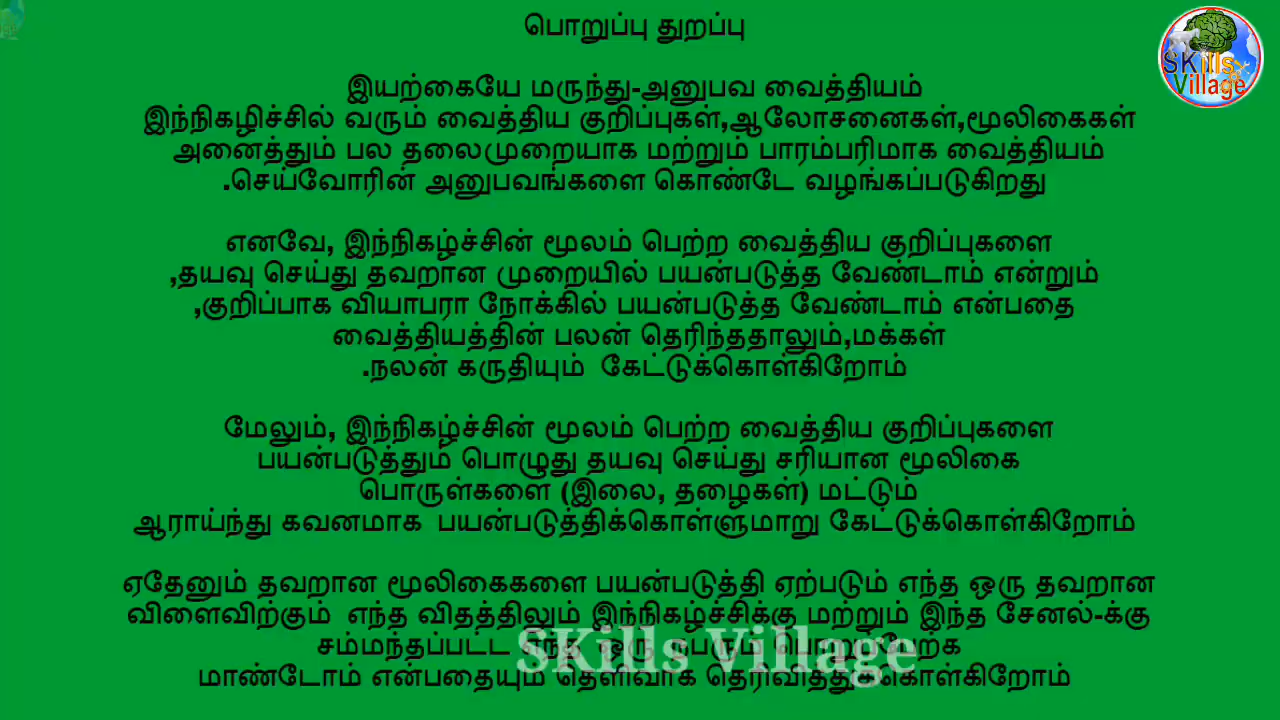 பொறுப்பு துறப்பு
SKills Village
இயற்கையே மருந்து-அனுபவ வைத்தியம்
இந்நிகழிச்சில் வரும் வைத்திய குறிப்புகள்,ஆலோசனைகள்,மூலிகைகள்
அனைத்தும் பல தலைமுறையாக மற்றும் பாரம்பரிமாக வைத்தியம்
.செய்வோரின் அனுபவங்களை கொண்டே வழங்கப்படுகிறது
எனவே, இந்நிகழ்ச்சின் மூலம் பெற்ற வைத்திய குறிப்புகளை
,தயவு செய்து தவறான முறையில் பயன்படுத்த வேண்டாம் என்றும்
,குறிப்பாக வியாபரா நோக்கில் பயன்படுத்த வேண்டாம் என்பதை
வைத்தியத்தின் பலன் தெரிந்ததாலும்,மக்கள்
.நலன் கருதியும் கேட்டுக்கொள்கிறோம்
மேலும், இந்நிகழ்ச்சின் மூலம் பெற்ற வைத்திய குறிப்புகளை
பயன்படுத்தும் பொழுது தயவு செய்து சரியான மூலிகை
பொருள்களை (இலை, தழைகள்) மட்டும்
ஆராய்ந்து கவனமாக பயன்படுத்திக்கொள்ளுமாறு கேட்டுக்கொள்கிறோம்
ஏதேனும் தவறான மூலிகைகளை பயன்படுத்தி ஏற்படும் எந்த ஒரு தவறான
விளைவிற்கும் எந்த விதத்திலும் இந்நிகழ்ச்சிக்கு மற்றும் இந்த சேனல்-க்கு
சம்மந்தப்பட்ட எந்த ஒரு நபரும் பொறுப்பேற்க
மாண்டோம் என்பதையும் தெளிவாக தெரிவித்துக்கொள்கிறோம்
SKills Village